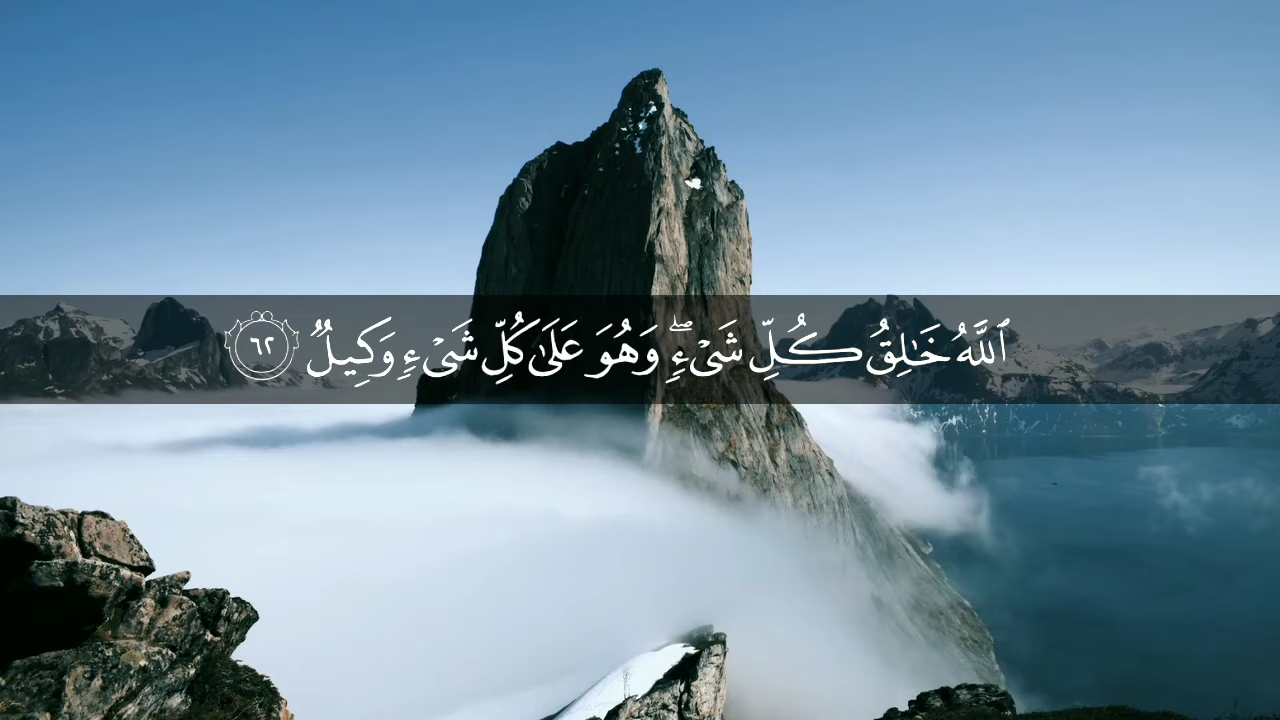 ٱللَّهُ خَٰلِقُ كُلِّ شَىْءٍۢ ۖ وَهُوَ عَلَىٰ كُلِّ شَىْءٍۢ وَكِيلٌۭ ٦٢